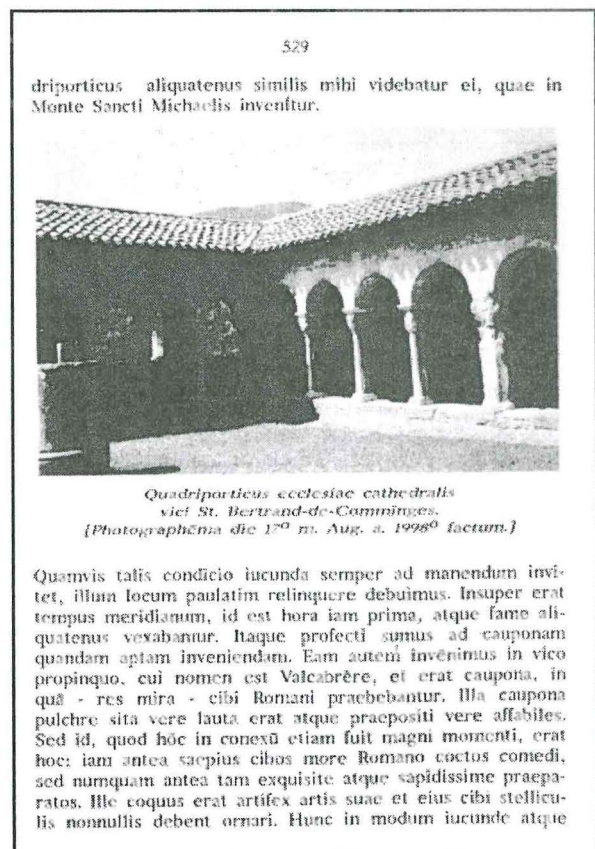 529
driporticus aliquatenus similis mihi videbatur ei, quae in
Monte Sancti Michaelis invenitur.
Quadriporticus ecclesiae cathedralis
vici St. Bertrand-de-Comminges.
[Photographēma die 17º m. Aug. a. 1998º factum.]
Quamvis talis condicio iucunda semper ad manendum invi-
tet, illum locum paulatim relinquere debuimus. Insuper erat
tempus meridianum, id est hora iam prima, atque fame ali-
quatenus vexabamur. Itaque profecti sumus ad cauponam
quandam aptam inveniendam. Eam autem invēnimus in vico
propinquo, cui nomen est Valcabrère, et erat caupona, in
quā - res mira - cibi Romani praebebantur. Illa caupona
pulchre sita vere lauta erat atque praepositi vere affabiles.
Sed id, quod hōc in conexū etiam fuit magni momenti, erat
hoc: iam antea saepius cibos more Romano coctos comedi,
sed numquam antea tam exquisite atque sapidissime praepa-
ratos. Ille coquus erat artifex artis suae et eius cibi stellicu-
lis nonnullis debent ornari. Hunc in modum iucunde atque